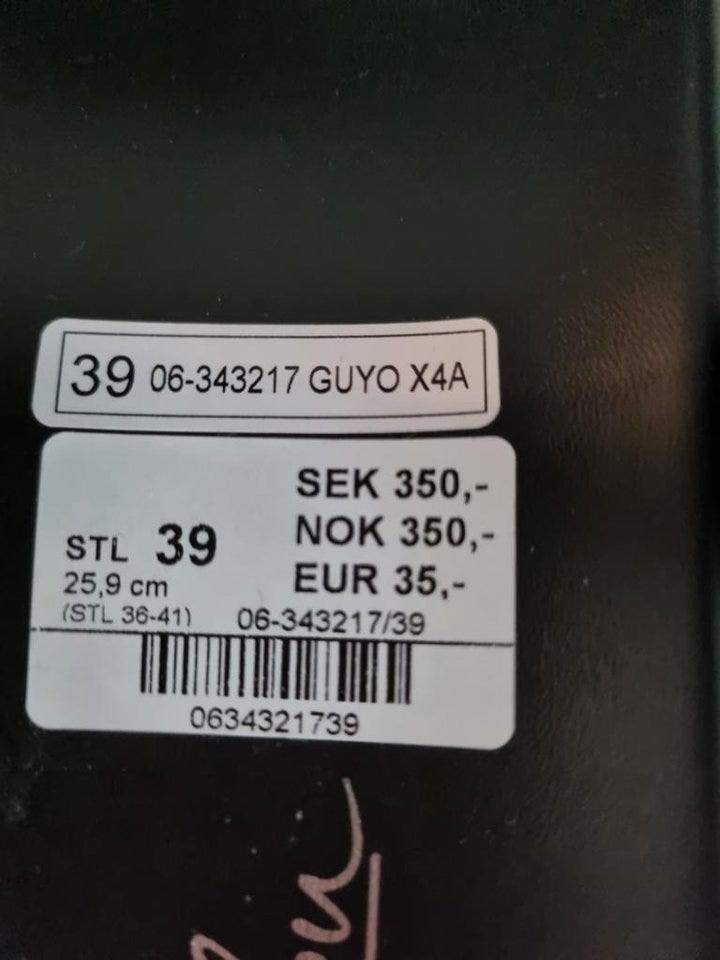 39 06-343217 GUYO X4A
SEK 350,-
NOK 350,-
STL 39
EUR 35,-
25,9 cm
(STL 36-41) 06-343217/39
0634321739